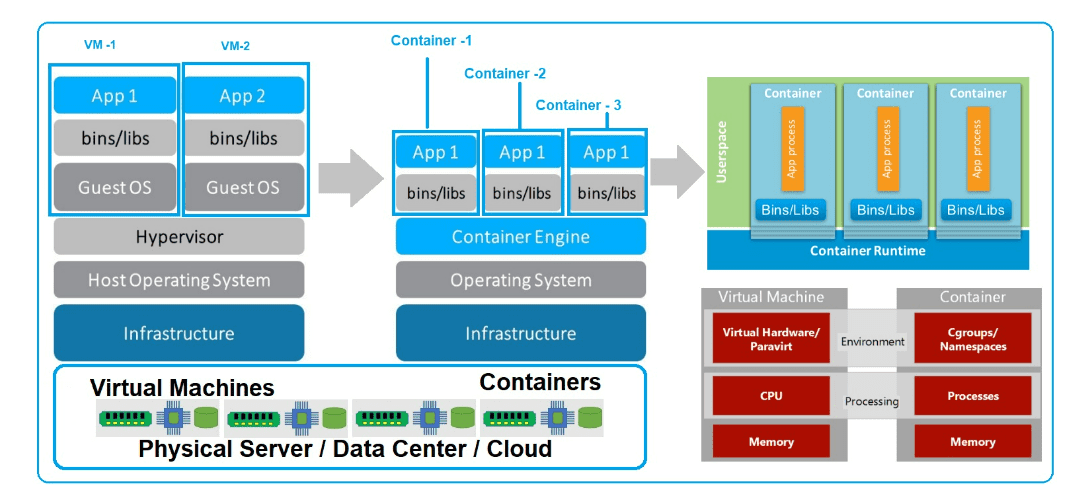 VM -1
VM-2
App 1
App 2
bins/libs
bins/libs
Guest OS
Guest OS
Hypervisor
Host Operating System
Infrastructure
Container -1
Container -2
Container - 3
App 1
App 1
App 1
bins/libs
bins/libs
bins/libs
Container Engine
Operating System
Infrastructure
Virtual Machines
Containers
Physical Server / Data Center / Cloud
Userspace
Container
Container
Container
App process
App process
App process
Bins/Libs
Bins/Libs
Bins/Libs
Container Runtime
Virtual Machine
Container
Virtual Hardware/
Paravirt
Environment
Cgroups/
Namespaces
CPU
Processing
Processes
Memory
Memory